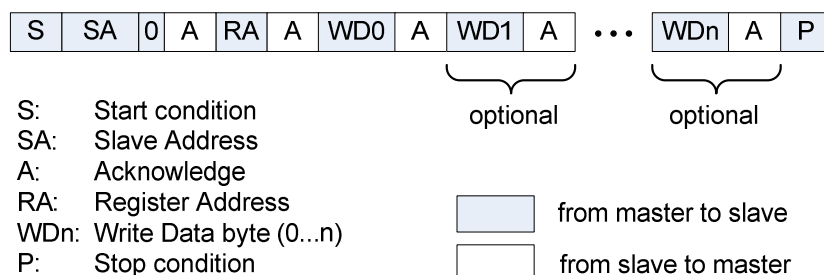 S SA 0 A RA A WD0 A WD1 A ••• WDn A P
optional optional
S: Start condition
SA: Slave Address
A: Acknowledge
RA: Register Address
WDn: Write Data byte (0...n)
P: Stop condition
from master to slave
from slave to master